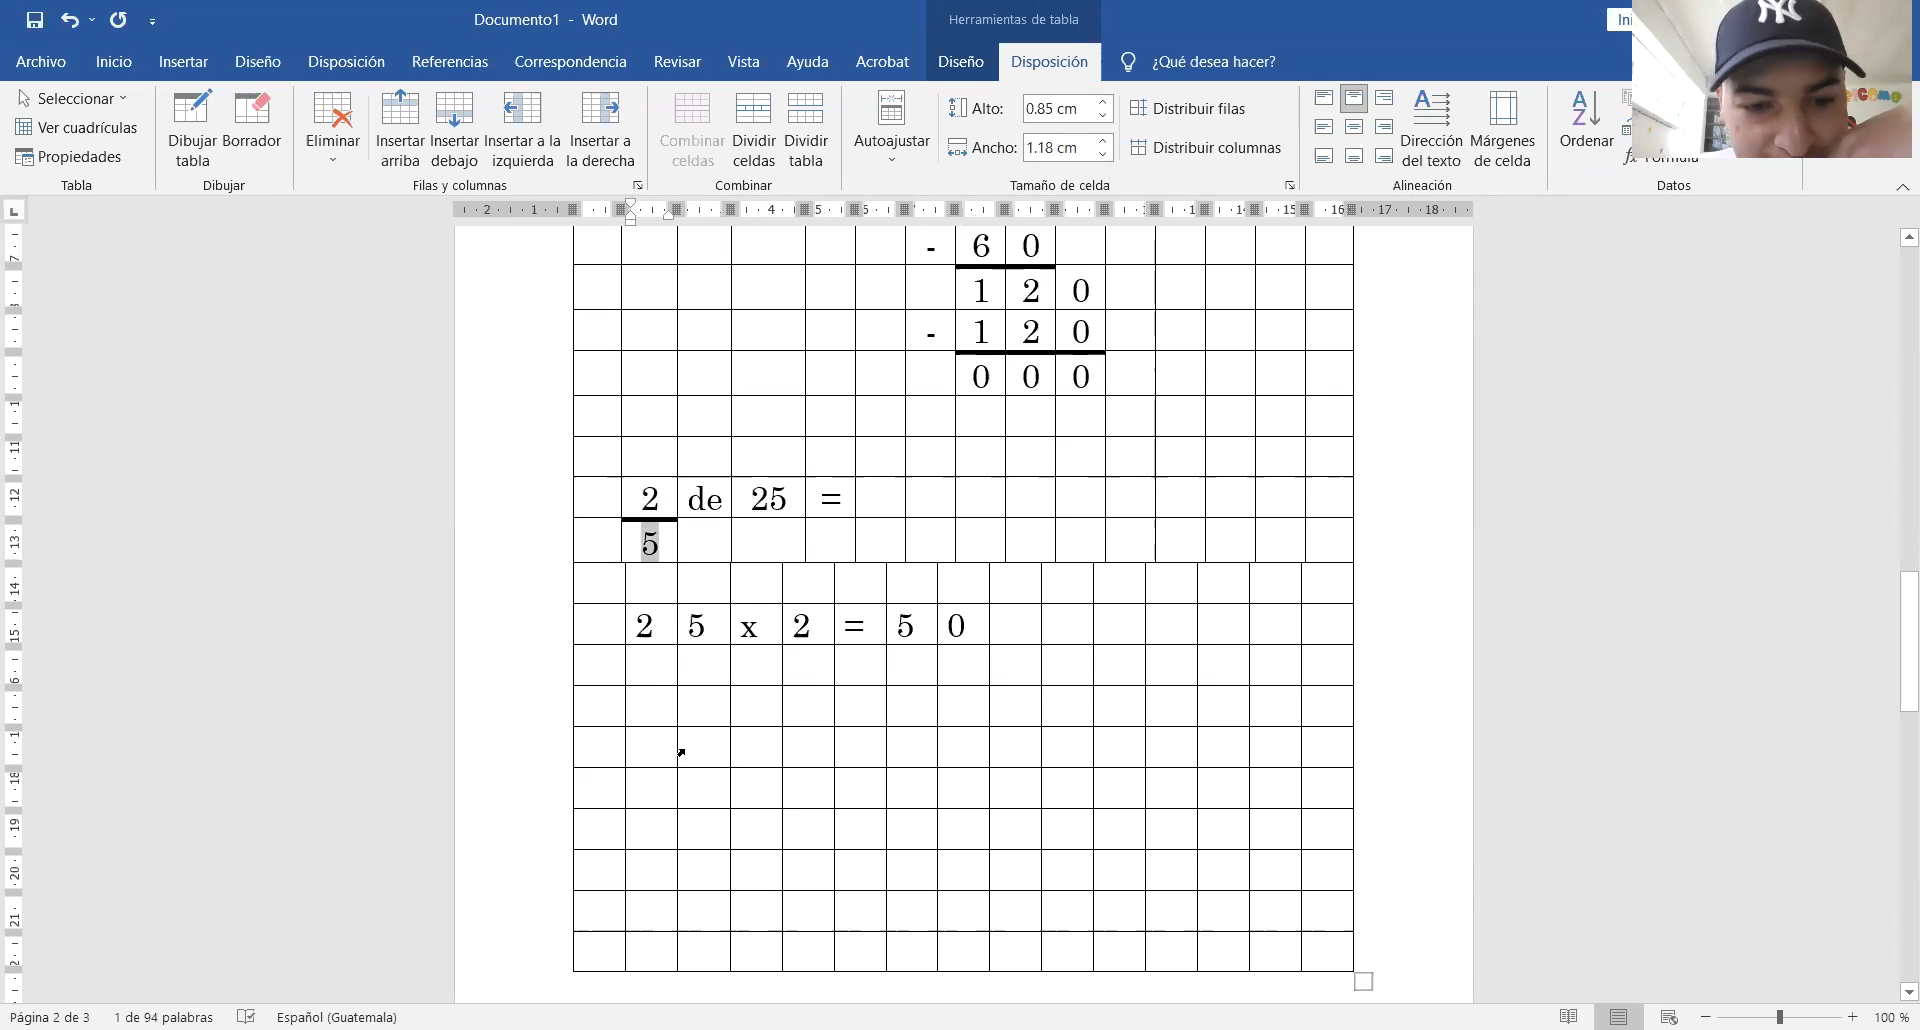 Documento1 - Word
Herramientas de tabla
Archivo Inicio Insertar Diseño Disposición Referencias Correspondencia Revisar Vista Ayuda Acrobat Diseño Disposición ¿Qué desea hacer?
Seleccionar
Ver cuadrículas
Propiedades
Tabla
Dibujar tabla
Borrador
Dibujar
Eliminar
Insertar arriba
Insertar debajo
Insertar a la izquierda
Insertar a la derecha
Filas y columnas
Combinar celdas
Dividir celdas
Dividir tabla
Combinar
Autoajustar
Alto: 0.85 cm
Ancho: 1.18 cm
Distribuir filas
Distribuir columnas
Tamaño de celda
Dirección del texto
Márgenes de celda
Alineación
Ordenar
Datos
NY
- 6 0
1 2 0
- 1 2 0
0 0 0
2 de 25 =
5
2 5 x 2 = 5 0
Página 2 de 3 1 de 94 palabras Español (Guatemala) 100 %